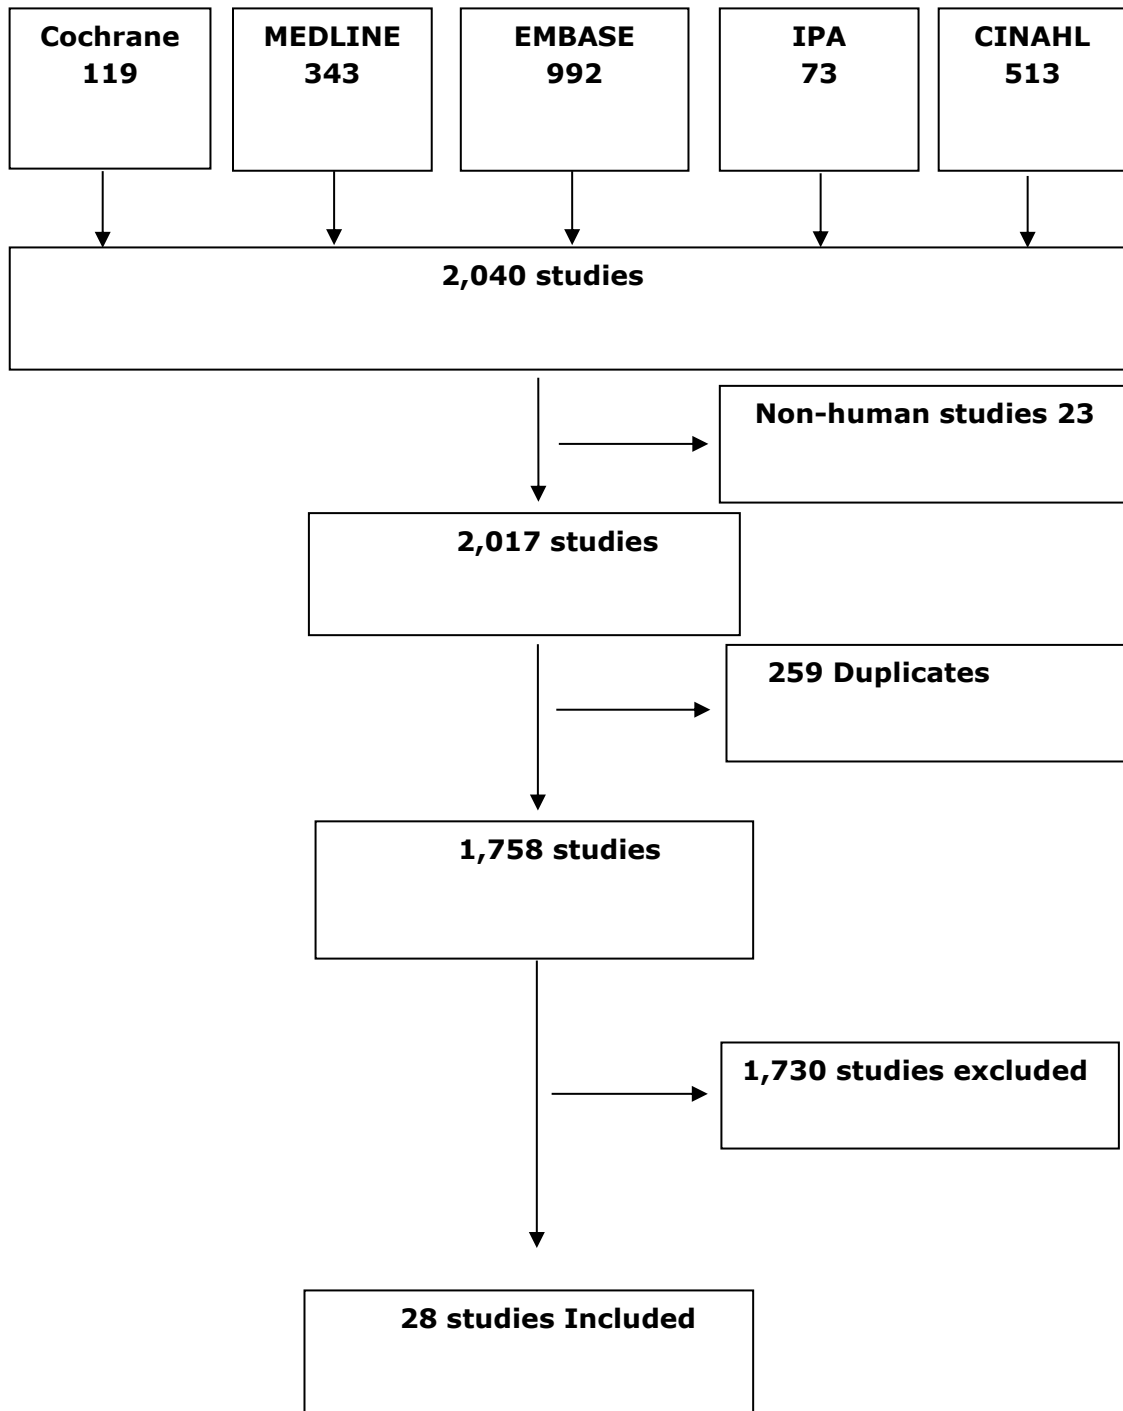 Cochrane
119
MEDLINE
343
EMBASE
992
IPA
73
CINAHL
513
2,040 studies
Non-human studies 23
2,017 studies
259 Duplicates
1,758 studies
1,730 studies excluded
28 studies Included